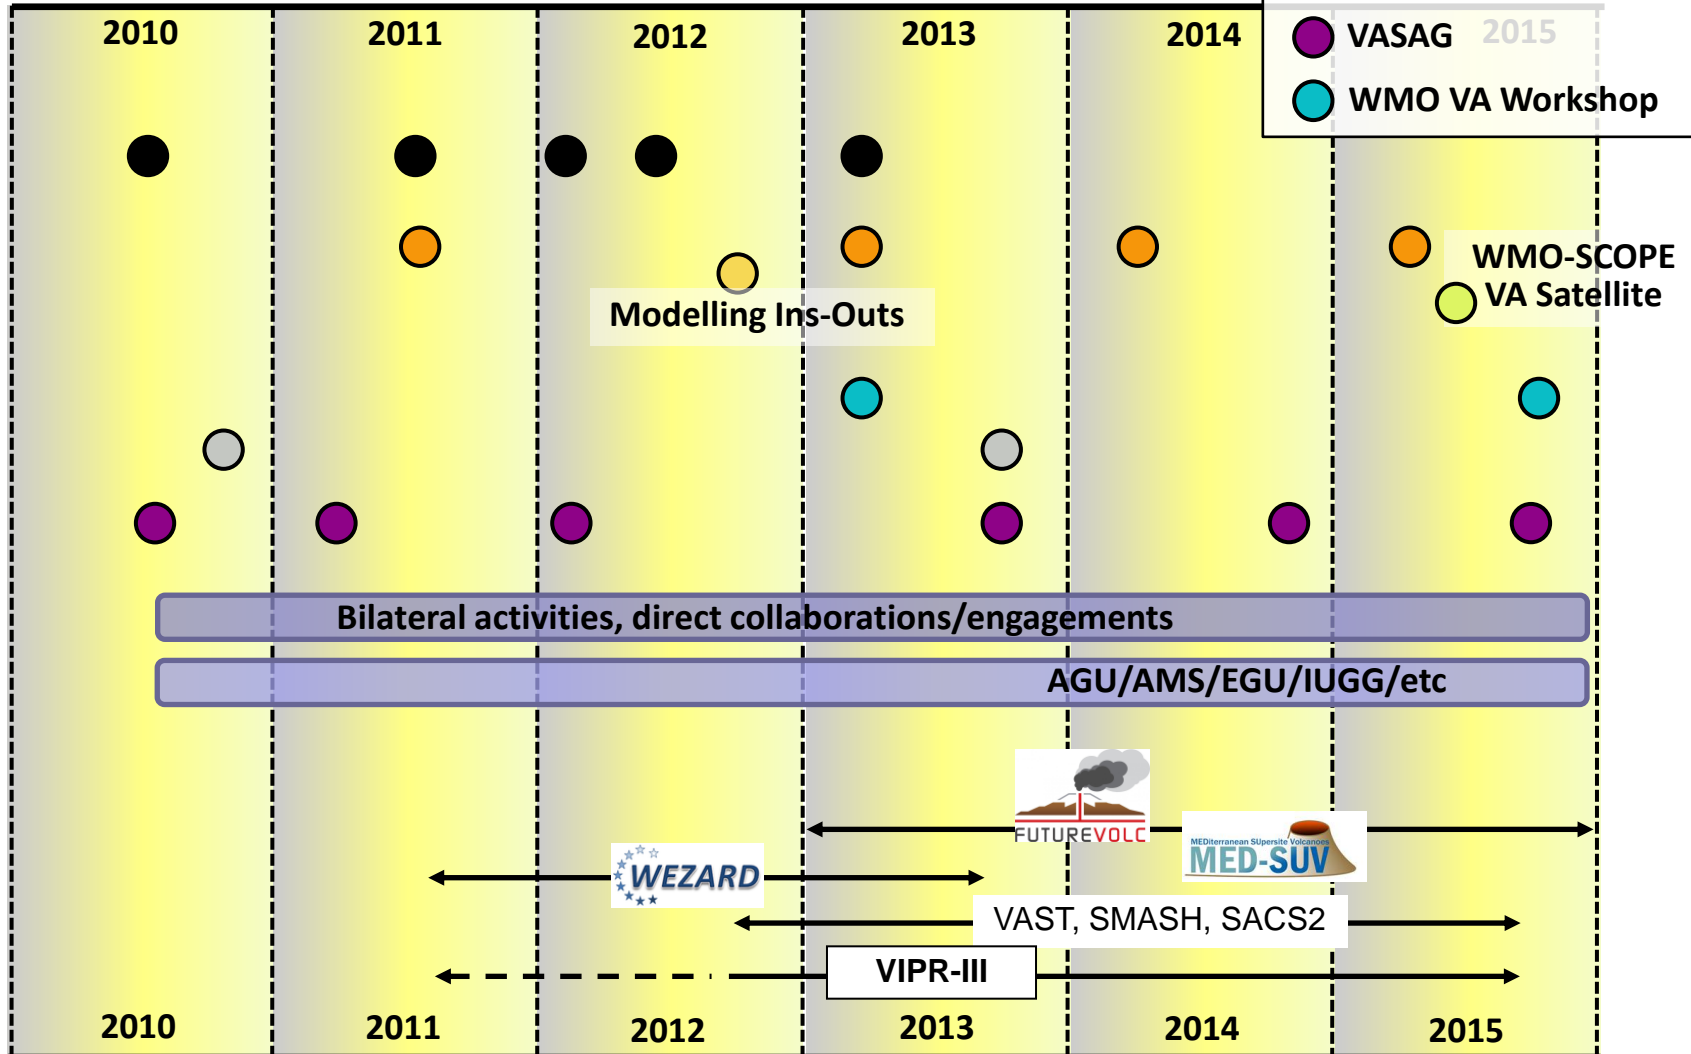 2010 2011 2012 2013 2014 2015
VASAG
WMO VA Workshop
WMO-SCOPE
VA Satellite
Modelling Ins-Outs
Bilateral activities, direct collaborations/engagements
AGU/AMS/EGU/IUGG/etc
FUTUREVOLC
MEDiterranean SUpersite Volcanoes
MED-SUV
WEZARD
VAST, SMASH, SACS2
VIPR-III
2010 2011 2012 2013 2014 2015